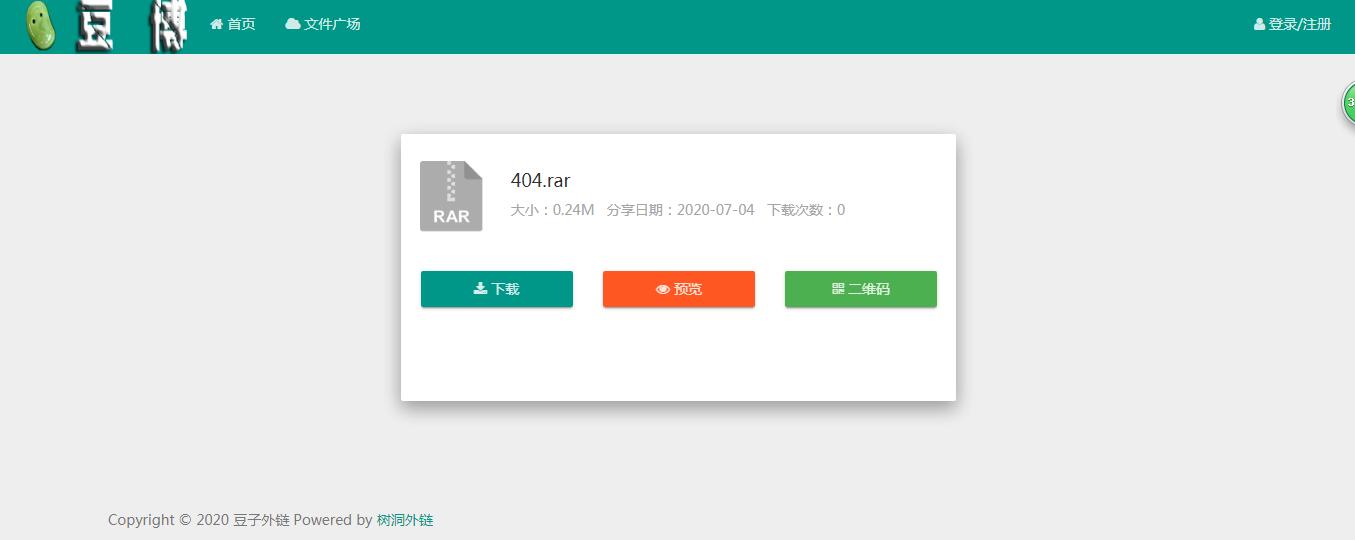 豆 博 首页 文件广场 登录/注册
3
404.rar
RAR
大小：0.24M 分享日期：2020-07-04 下载次数：0
下载 预览 二维码
Copyright © 2020 豆子外链 Powered by 树洞外链